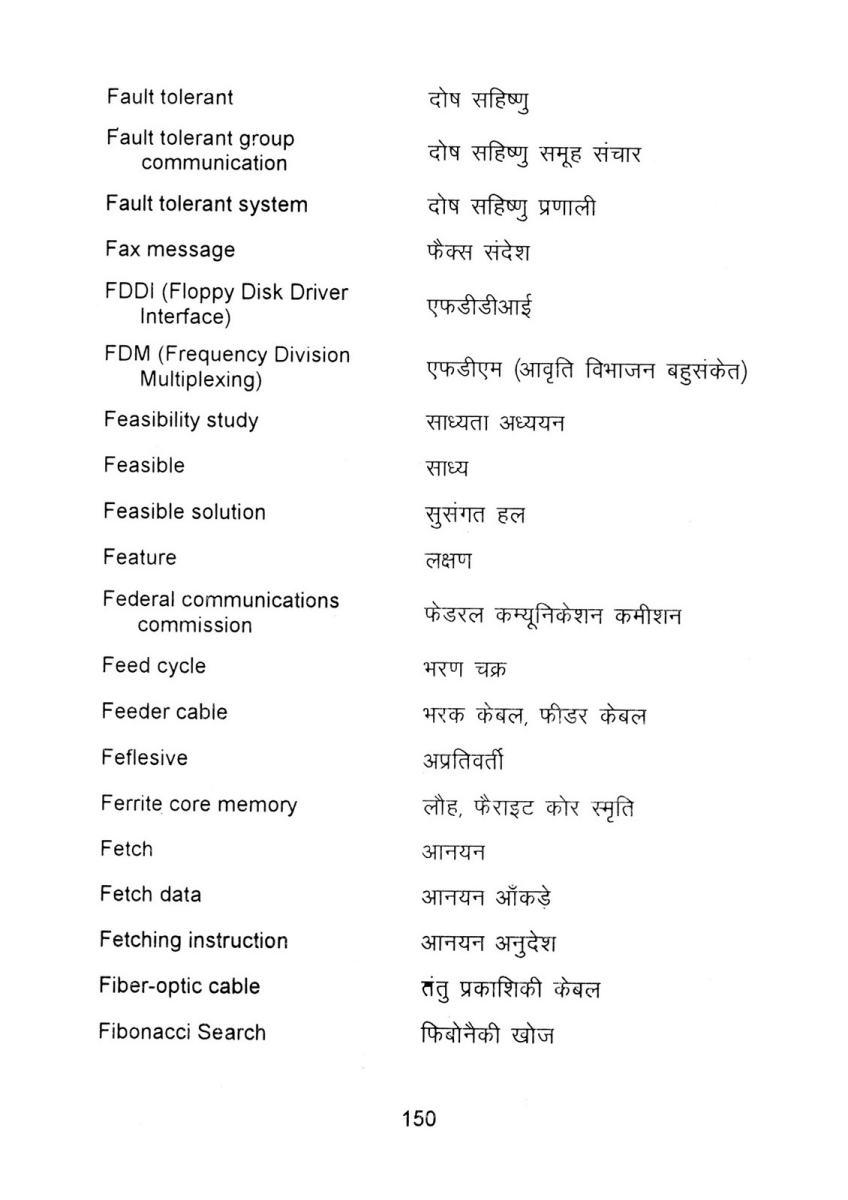 Fault tolerant दोष सहिष्णु
Fault tolerant group
communication दोष सहिष्णु समूह संचार
Fault tolerant system दोष सहिष्णु प्रणाली
Fax message फैक्स संदेश
FDDI (Floppy Disk Driver
Interface) एफडीडीआई
FDM (Frequency Division
Multiplexing) एफडीएम (आवृति विभाजन बहुसंकेत)
Feasibility study साध्यता अध्ययन
Feasible साध्य
Feasible solution सुसंगत हल
Feature लक्षण
Federal communications
commission फेडरल कम्यूनिकेशन कमीशन
Feed cycle भरण चक्र
Feeder cable भरक केबल, फीडर केबल
Feflesive अप्रतिवर्ती
Ferrite core memory लौह, फैराइट कोर स्मृति
Fetch आनयन
Fetch data आनयन आँकड़े
Fetching instruction आनयन अनुदेश
Fiber-optic cable तंतु प्रकाशिकी केबल
Fibonacci Search फिबोनैकी खोज
150